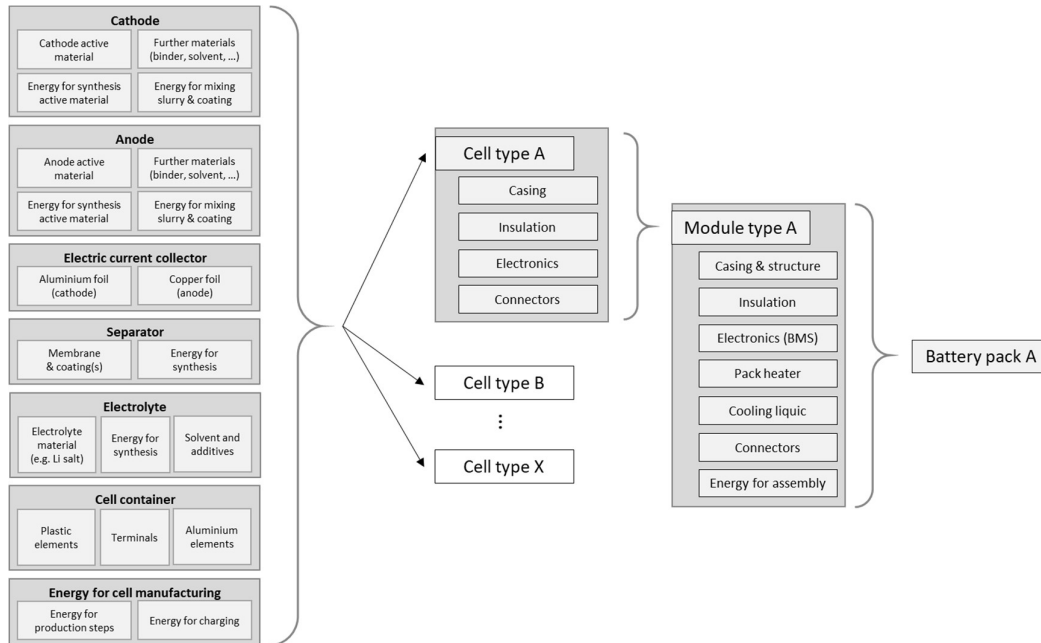 Cathode
Cathode active
material
Further materials
(binder, solvent, ...)
Energy for synthesis
active material
Energy for mixing
slurry & coating
Anode
Anode active
material
Further materials
(binder, solvent, ...)
Energy for synthesis
active material
Energy for mixing
slurry & coating
Electric current collector
Aluminium foil
(cathode)
Copper foil
(anode)
Separator
Membrane
& coating(s)
Energy for
synthesis
Electrolyte
Electrolyte
material
(e.g. Li salt)
Energy for
synthesis
Solvent and
additives
Cell container
Plastic
elements
Terminals
Aluminium
elements
Energy for cell manufacturing
Energy for
production steps
Energy for charging
Cell type A
Casing
Insulation
Electronics
Connectors
Cell type B
⋮
Cell type X
Module type A
Casing & structure
Insulation
Electronics (BMS)
Pack heater
Cooling liquic
Connectors
Energy for assembly
Battery pack A